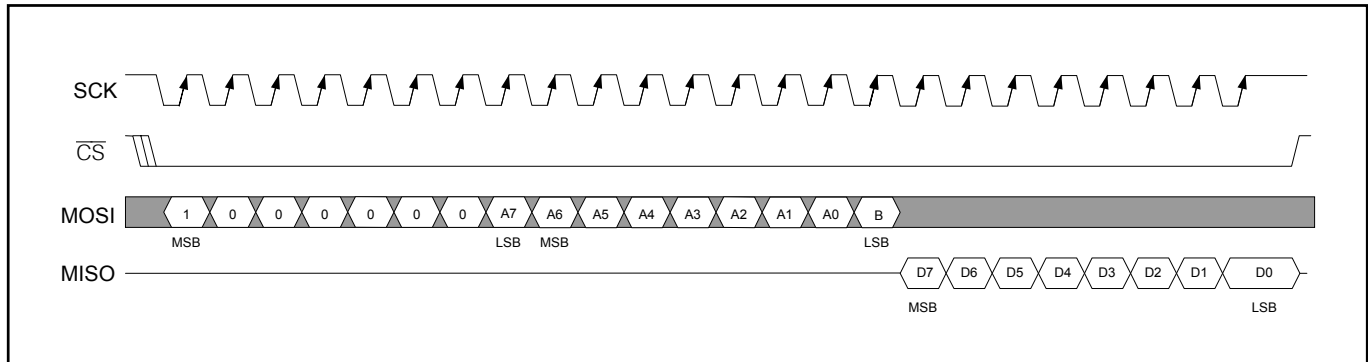 SCK
C̅S̅
MOSI 1 0 0 0 0 0 0 A7 A6 A5 A4 A3 A2 A1 A0 B
MSB LSB MSB LSB
MISO D7 D6 D5 D4 D3 D2 D1 D0
MSB LSB